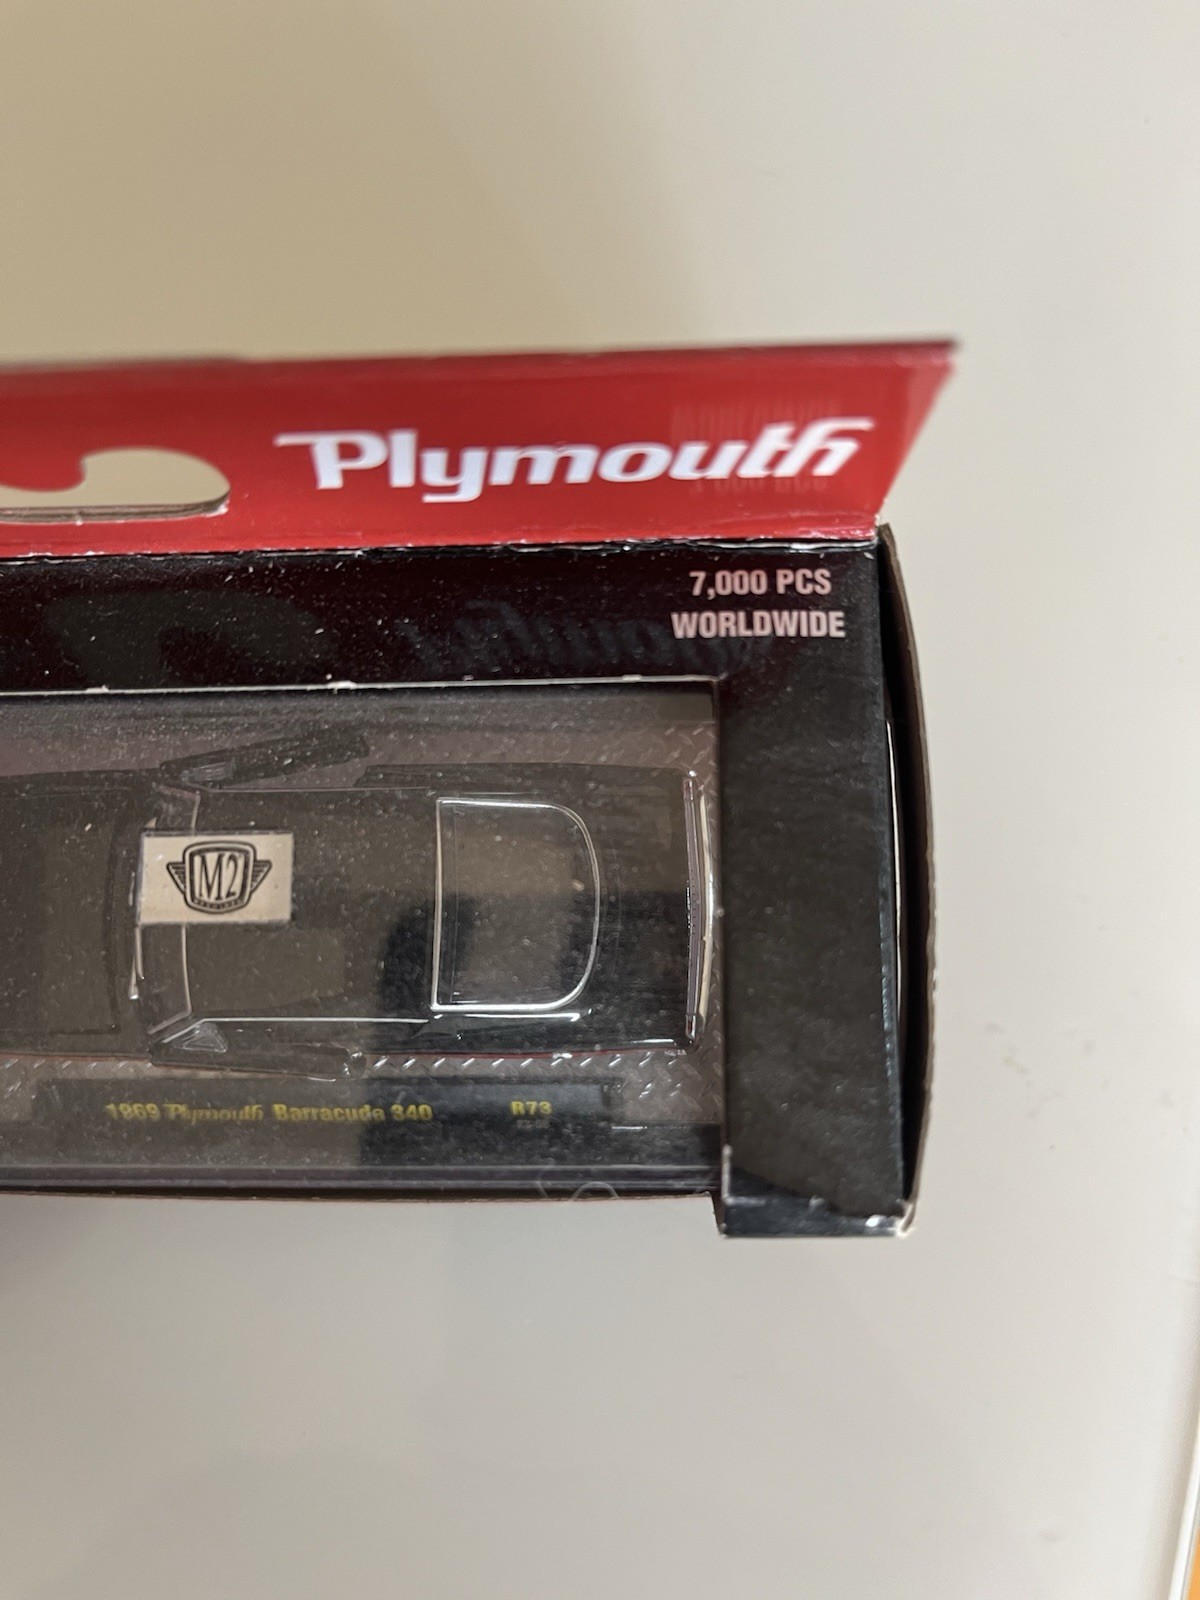 Plymouth
7,000 PCS
WORLDWIDE
M2
1969 Plymouth Barracuda 340
R73